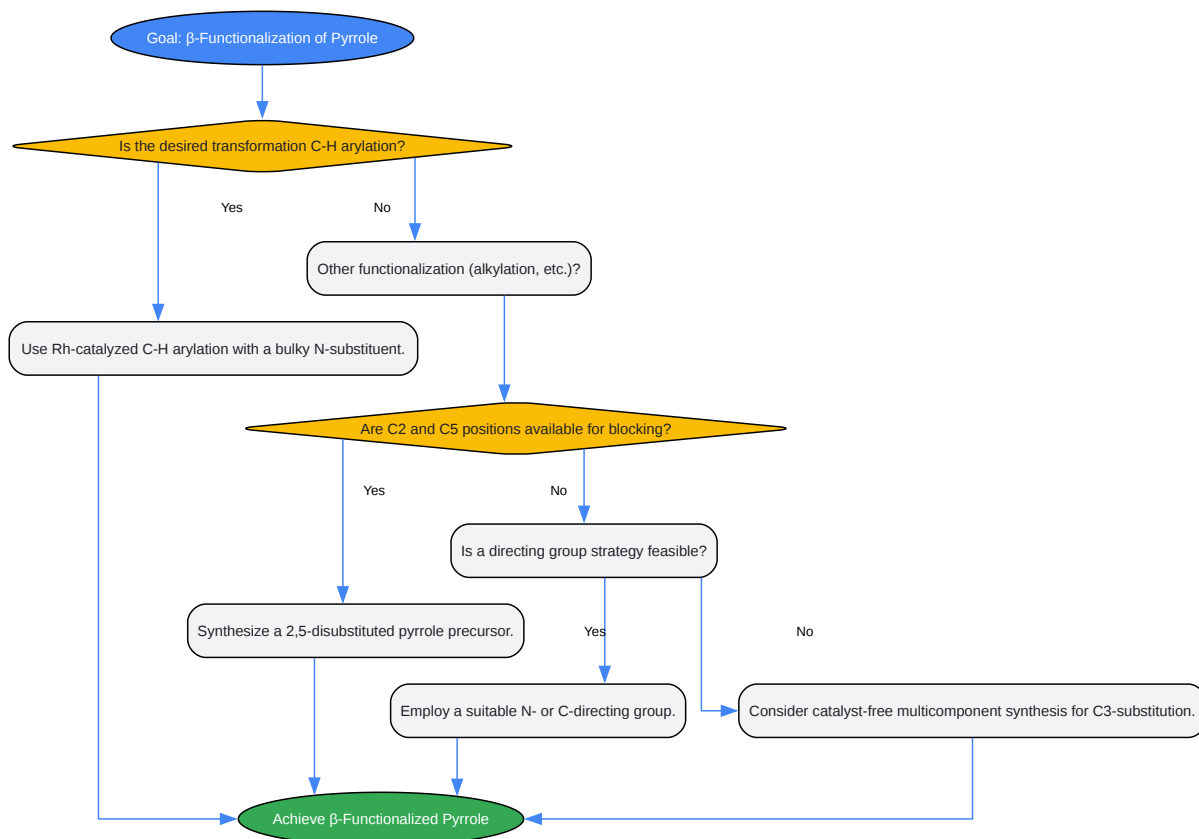 Goal: β-Functionalization of Pyrrole
Is the desired transformation C-H arylation?
Yes
No
Other functionalization (alkylation, etc.)?
Use Rh-catalyzed C-H arylation with a bulky N-substituent.
Are C2 and C5 positions available for blocking?
Yes
No
Is a directing group strategy feasible?
Synthesize a 2,5-disubstituted pyrrole precursor.
Yes
No
Employ a suitable N- or C-directing group.
Consider catalyst-free multicomponent synthesis for C3-substitution.
Achieve β-Functionalized Pyrrole